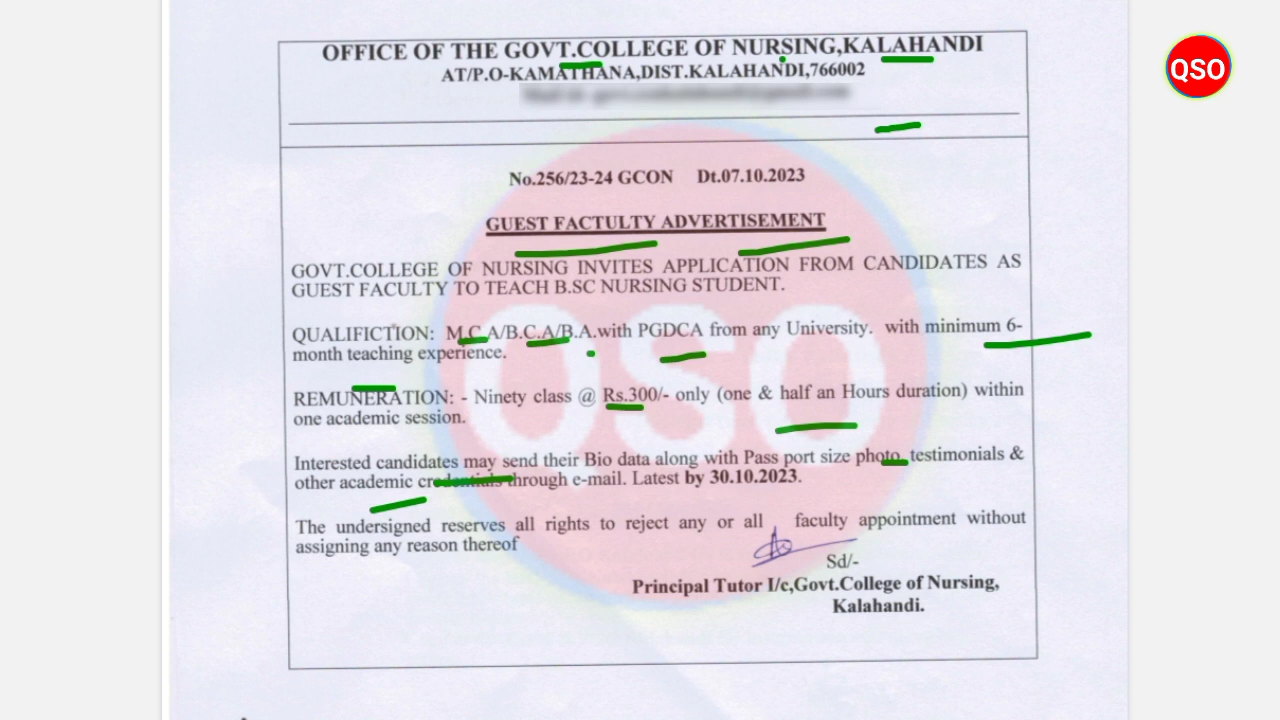 OFFICE OF THE GOVT.COLLEGE OF NURSING,KALAHANDI
AT/P.O-KAMATHANA,DIST.KALAHANDI,766002
QSO
No.256/23-24 GCON Dt.07.10.2023
GUEST FACTULTY ADVERTISEMENT
GOVT.COLLEGE OF NURSING INVITES APPLICATION FROM CANDIDATES AS
GUEST FACULTY TO TEACH B.SC NURSING STUDENT.
QUALIFICTION: M.C.A/B.C.A/B.A.with PGDCA from any University. with minimum 6-
month teaching experience.
REMUNERATION: - Ninety class @ Rs.300/- only (one & half an Hours duration) within
one academic session.
QSO
Interested candidates may send their Bio data along with Pass port size photo, testimonials &
other academic credentials through e-mail. Latest by 30.10.2023.
The undersigned reserves all rights to reject any or all faculty appointment without
assigning any reason thereof
Sd/-
Principal Tutor I/c,Govt.College of Nursing,
Kalahandi.